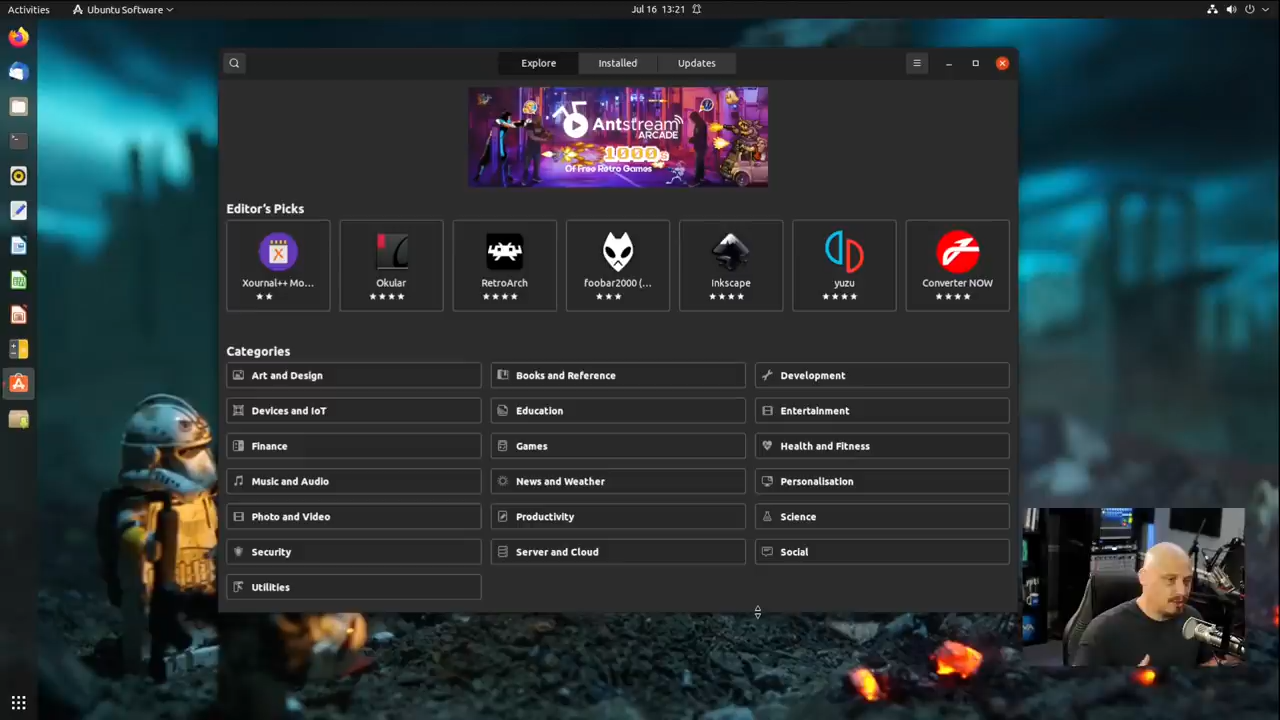 Activities
Ubuntu Software
Jul 16 13:21
Explore
Installed
Updates
Antstream
ARCADE
1000s
Of Free Retro Games
Editor's Picks
Xournal++ Mo...
Okular
RetroArch
foobar2000 (...
Inkscape
yuzu
Converter NOW
Categories
Art and Design
Books and Reference
Development
Devices and IoT
Education
Entertainment
Finance
Games
Health and Fitness
Music and Audio
News and Weather
Personalisation
Photo and Video
Productivity
Science
Security
Server and Cloud
Social
Utilities